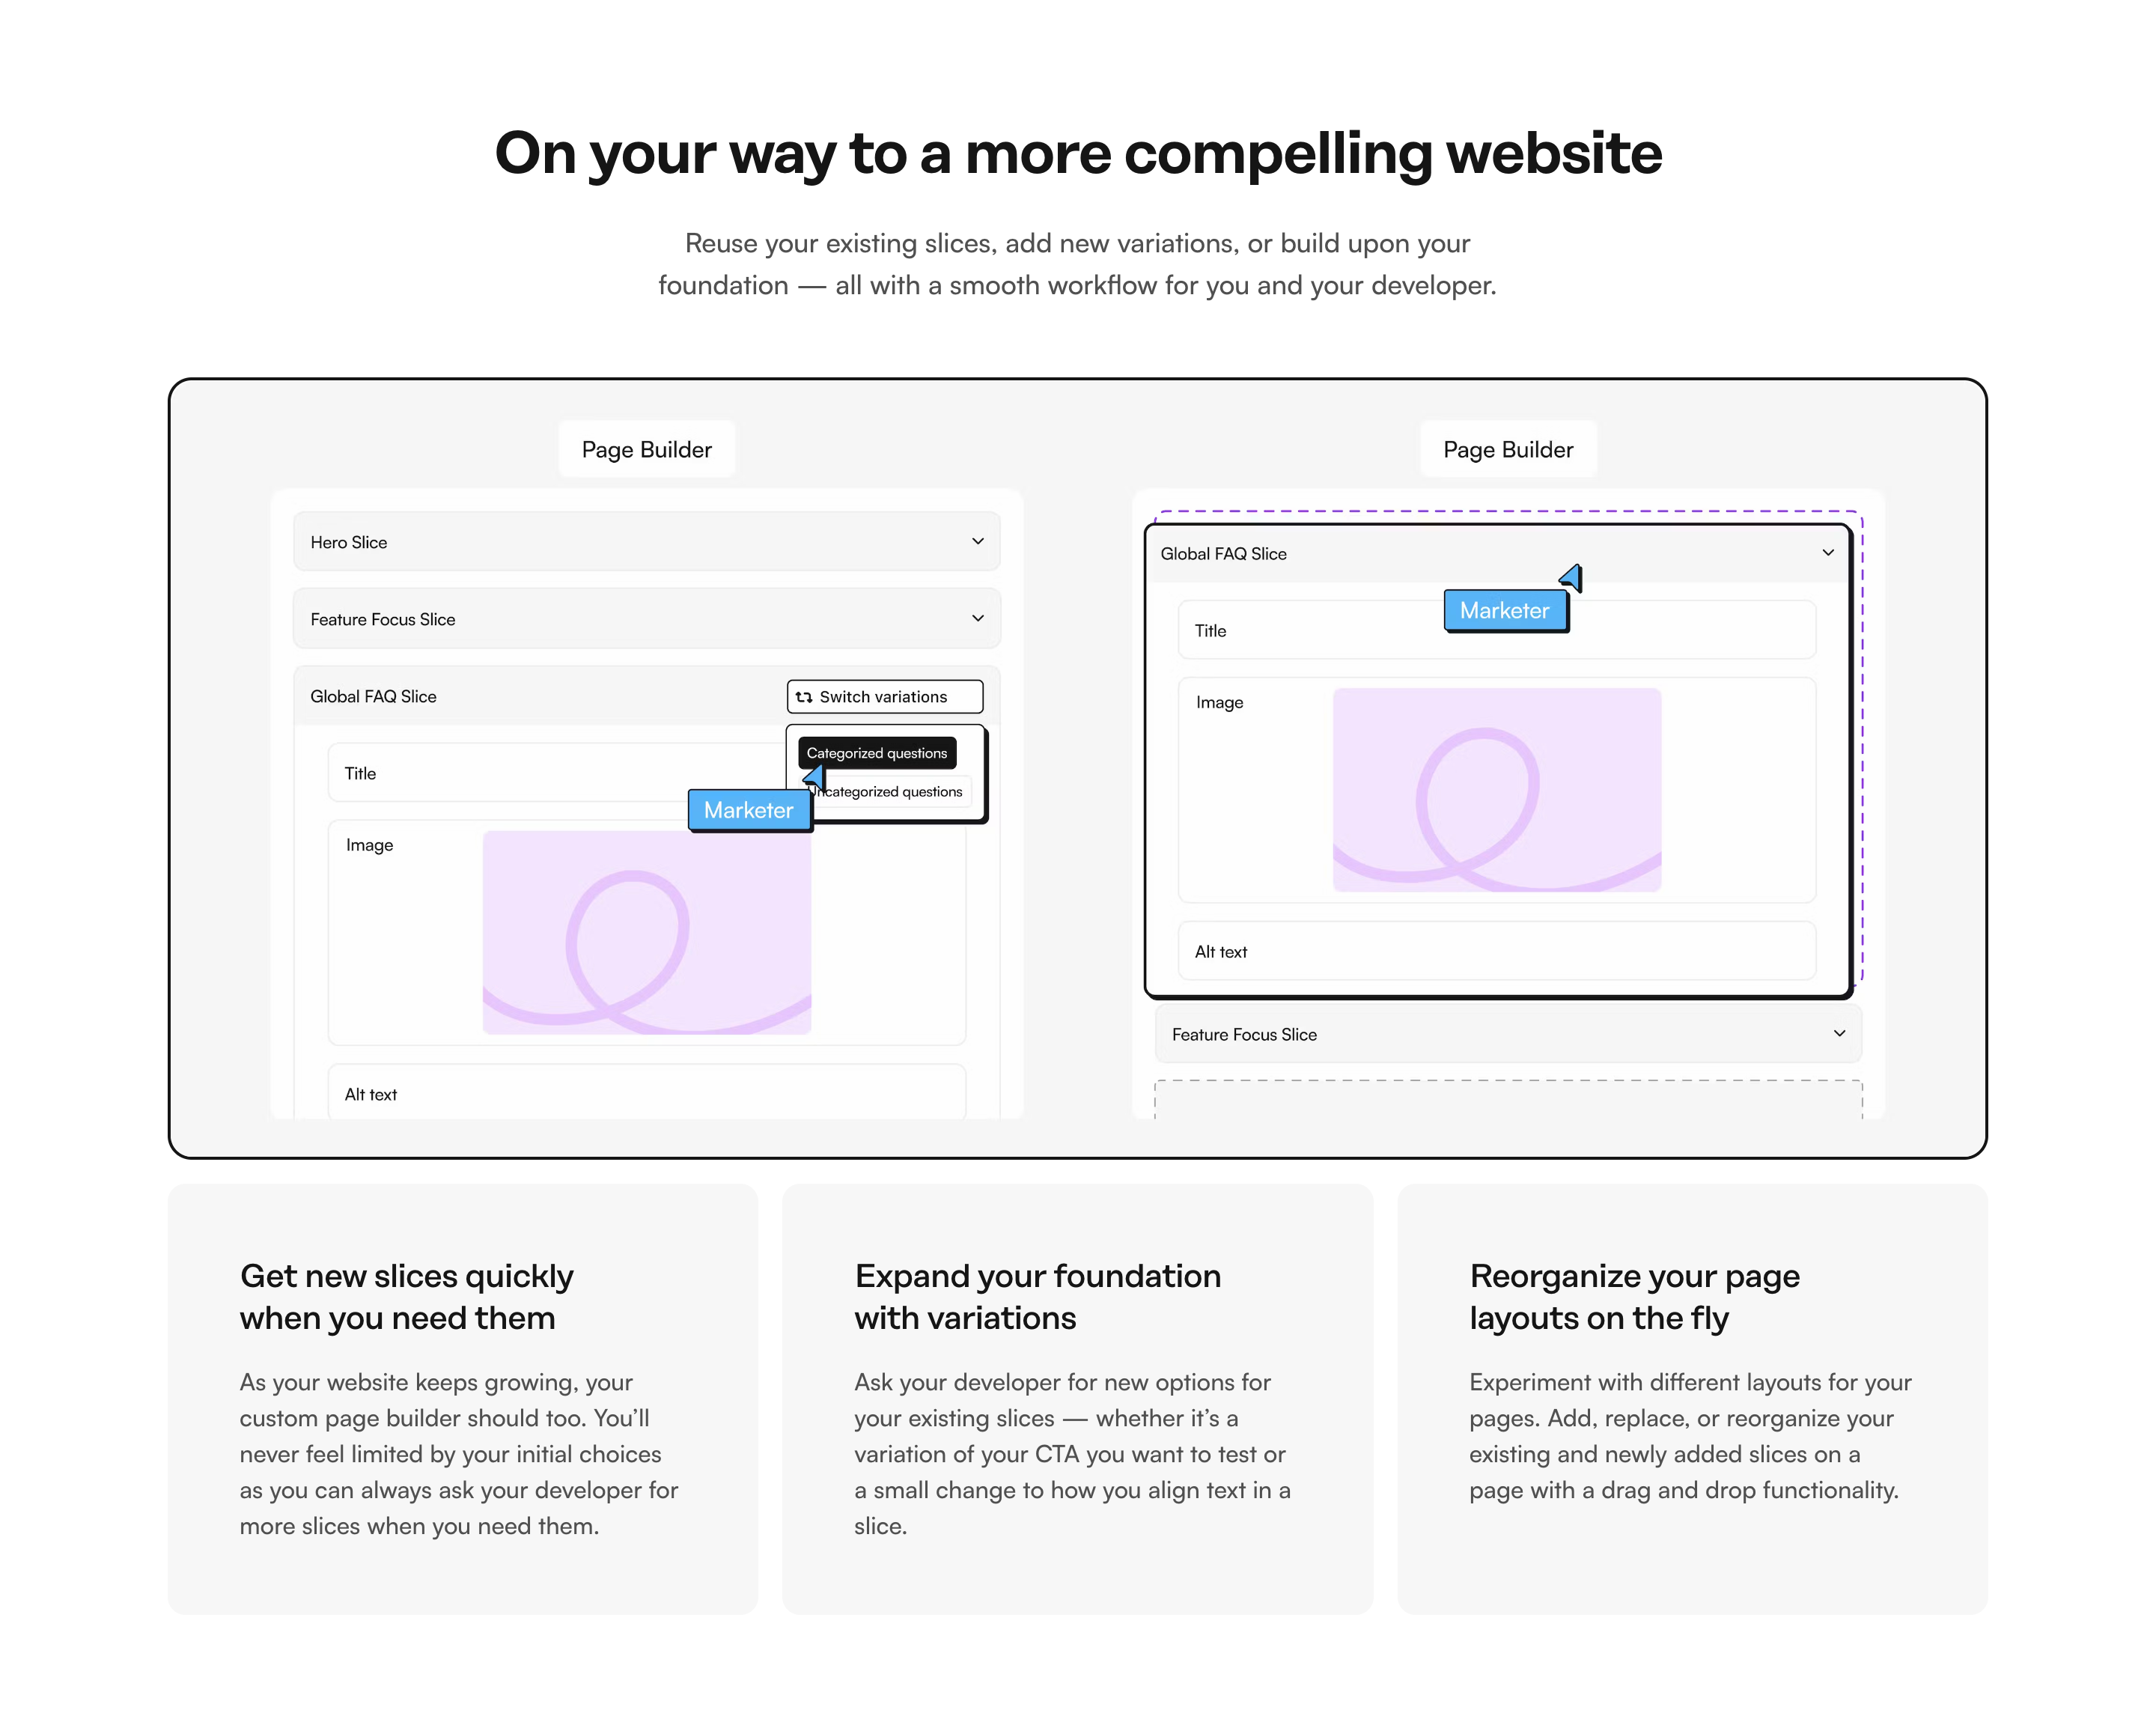 On your way to a more compelling website
Reuse your existing slices, add new variations, or build upon your
foundation — all with a smooth workflow for you and your developer.
Page Builder
Hero Slice
Feature Focus Slice
Global FAQ Slice
Switch variations
Categorized questions
Uncategorized questions
Title
Marketer
Image
Alt text
Page Builder
Global FAQ Slice
Marketer
Title
Image
Alt text
Feature Focus Slice
Get new slices quickly
when you need them
As your website keeps growing, your
custom page builder should too. You’ll
never feel limited by your initial choices
as you can always ask your developer for
more slices when you need them.
Expand your foundation
with variations
Ask your developer for new options for
your existing slices — whether it’s a
variation of your CTA you want to test or
a small change to how you align text in a
slice.
Reorganize your page
layouts on the fly
Experiment with different layouts for your
pages. Add, replace, or reorganize your
existing and newly added slices on a
page with a drag and drop functionality.